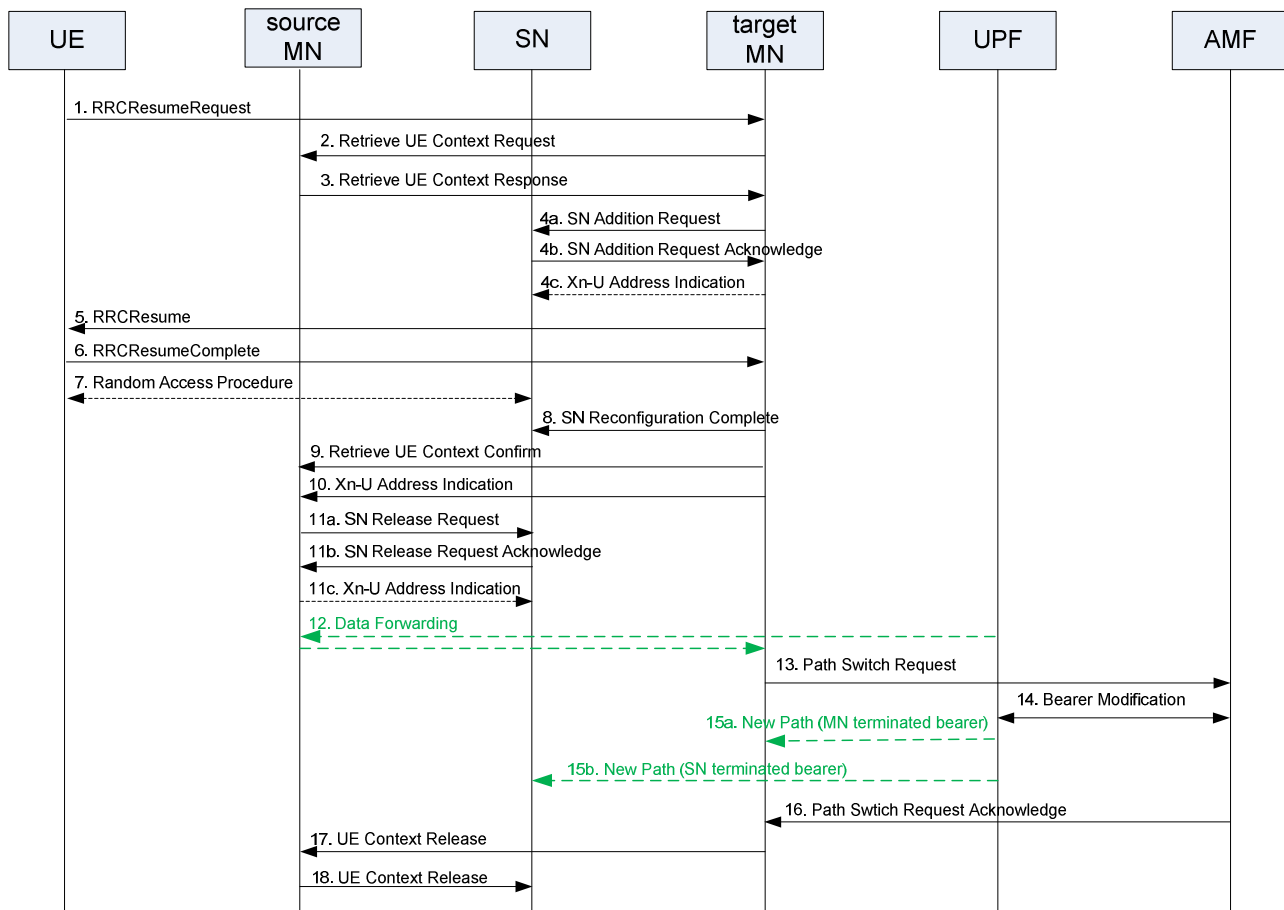 UE
source
MN
SN
target
MN
UPF
AMF
1. RRCResumeRequest
2. Retrieve UE Context Request
3. Retrieve UE Context Response
4a. SN Addition Request
4b. SN Addition Request Acknowledge
4c. Xn-U Address Indication
5. RRCResume
6. RRCResumeComplete
7. Random Access Procedure
8. SN Reconfiguration Complete
9. Retrieve UE Context Confirm
10. Xn-U Address Indication
11a. SN Release Request
11b. SN Release Request Acknowledge
11c. Xn-U Address Indication
12. Data Forwarding
13. Path Switch Request
14. Bearer Modification
15a. New Path (MN terminated bearer)
15b. New Path (SN terminated bearer)
16. Path Swtich Request Acknowledge
17. UE Context Release
18. UE Context Release